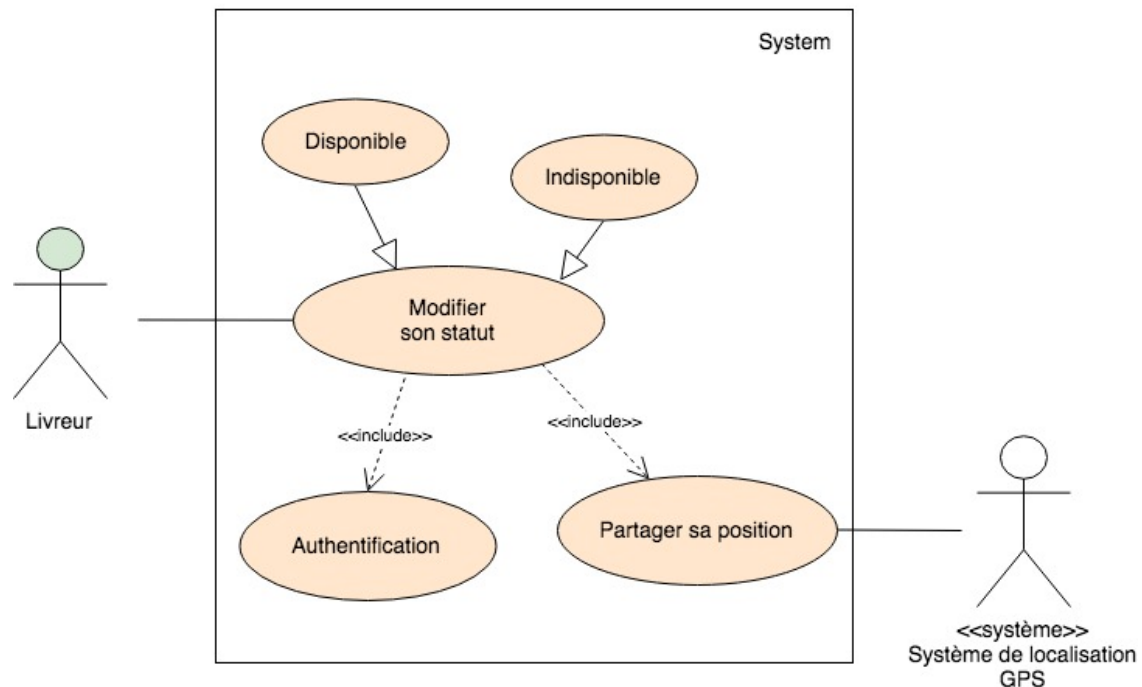 System
Disponible
Indisponible
Modifier
son statut
Livreur
<<include>>
<<include>>
Authentification
Partager sa position
<<système>>
Système de localisation
GPS